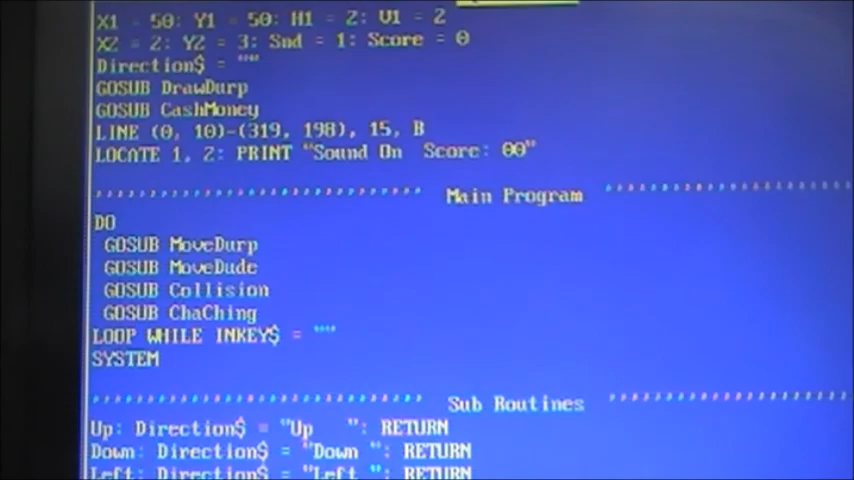 X1 = 50: Y1 = 50: H1 = 2: V1 = 2
X2 = 2: Y2 = 3: Snd = 1: Score = 0
Direction$ = ""
GOSUB DrawDurp
GOSUB CashMoney
LINE (0, 10)-(319, 198), 15, B
LOCATE 1, 2: PRINT "Sound On  Score: 00"
'''''''''''''''''''''''''''''' Main Program ''''''''''''''''''''''
DO
 GOSUB MoveDurp
 GOSUB MoveDude
 GOSUB Collision
 GOSUB ChaChing
LOOP WHILE INKEY$ = ""
SYSTEM
'''''''''''''''''''''''''''''' Sub Routines ''''''''''''''''''''''
Up: Direction$ = "Up   ": RETURN
Down: Direction$ = "Down ": RETURN
Left: Direction$ = "Left ": RETURN